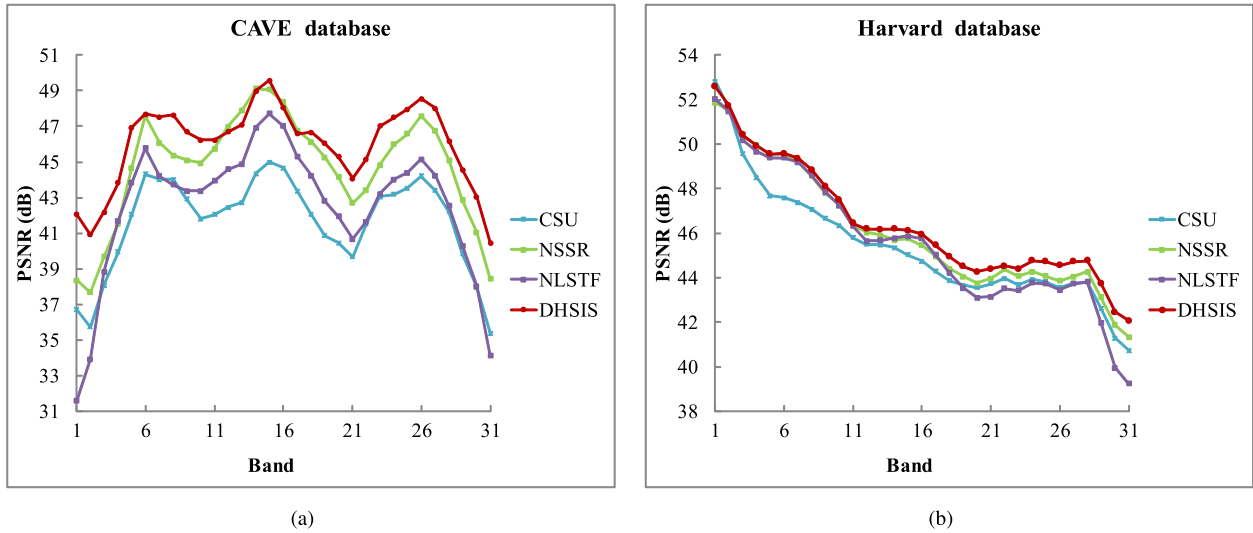 CAVE database
PSNR (dB)
51
49
47
45
43
41
39
37
35
33
31
1 6 11 16 21 26 31
Band
CSU
NSSR
NLSTF
DHSIS
(a)
Harvard database
PSNR (dB)
54
52
50
48
46
44
42
40
38
1 6 11 16 21 26 31
Band
CSU
NSSR
NLSTF
DHSIS
(b)